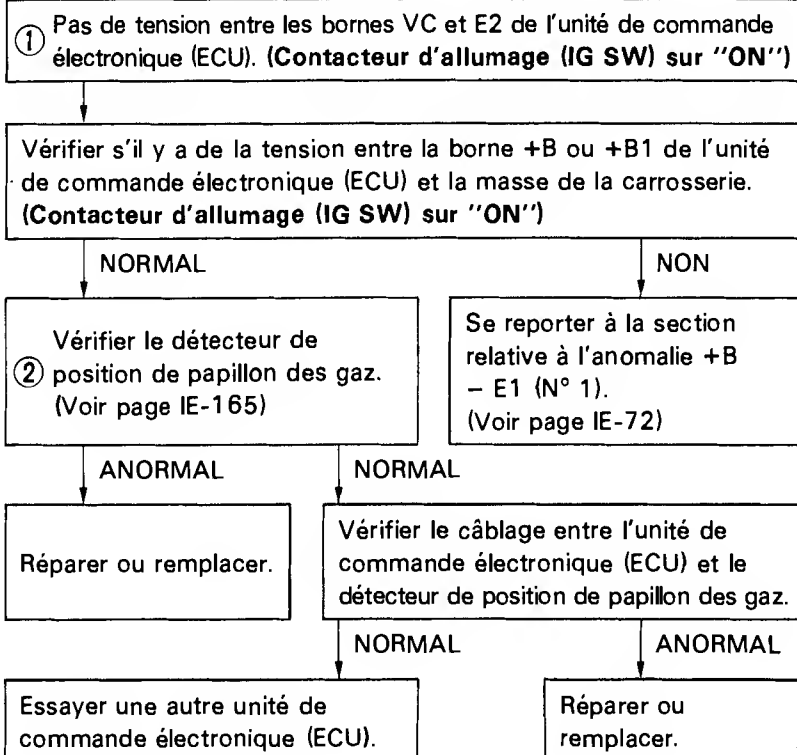 ① Pas de tension entre les bornes VC et E2 de l'unité de commande
électronique (ECU). (Contacteur d'allumage (IG SW) sur "ON")
Vérifier s'il y a de la tension entre la borne +B ou +B1 de l'unité
de commande électronique (ECU) et la masse de la carrosserie.
(Contacteur d'allumage (IG SW) sur "ON")
NORMAL
NON
Vérifier le détecteur de
② position de papillon des gaz.
(Voir page IE-165)
Se reporter à la section
relative à l'anomalie +B
– E1 (N° 1).
(Voir page IE-72)
ANORMAL
NORMAL
Réparer ou remplacer.
Vérifier le câblage entre l'unité de
commande électronique (ECU) et le
détecteur de position de papillon des gaz.
NORMAL
ANORMAL
Essayer une autre unité de
commande électronique (ECU).
Réparer ou
remplacer.